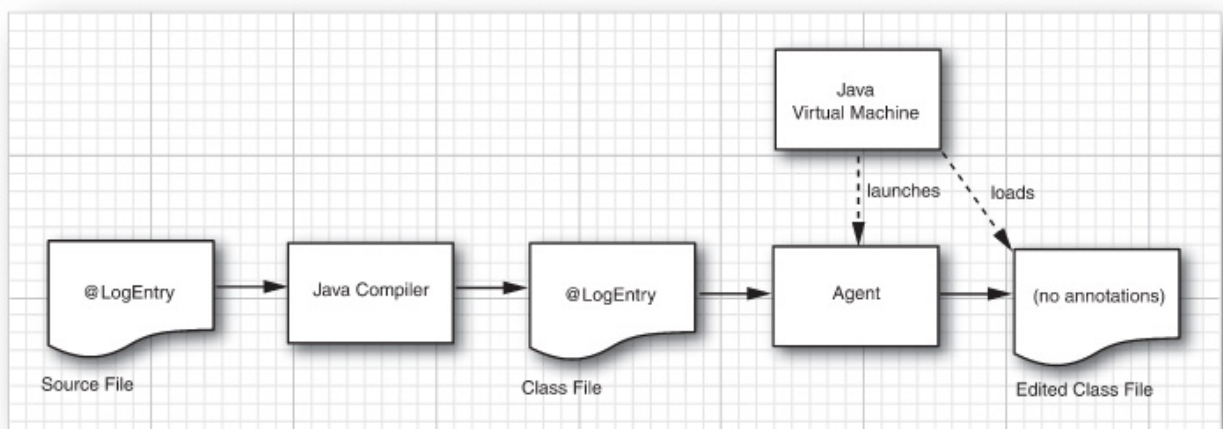 Java
Virtual Machine
launches
loads
@LogEntry
Java Compiler
@LogEntry
Agent
(no annotations)
Source File
Class File
Edited Class File